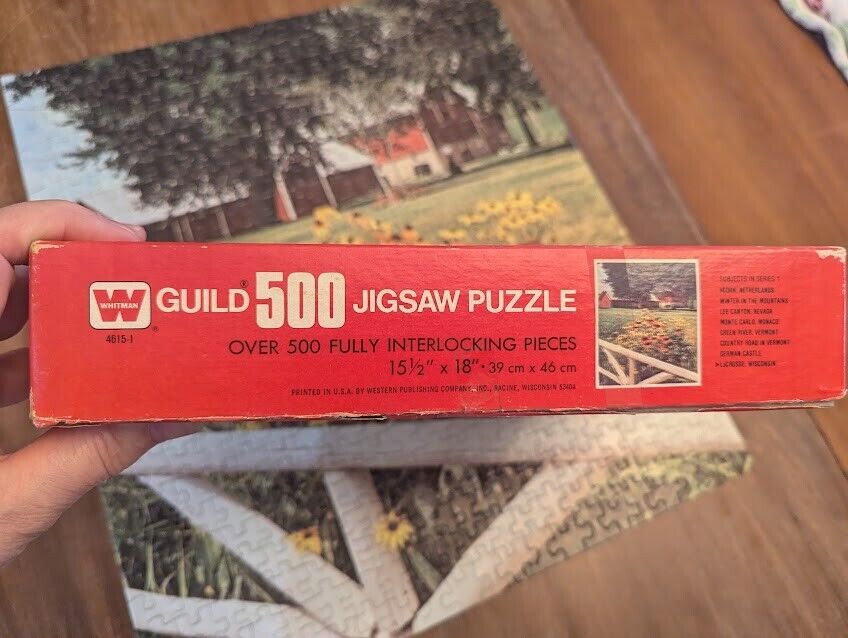 WHITMAN
®
4615-1
GUILD® 500 JIGSAW PUZZLE
OVER 500 FULLY INTERLOCKING PIECES
15½" x 18" · 39 cm x 46 cm
PRINTED IN U.S.A. BY WESTERN PUBLISHING COMPANY, INC., RACINE, WISCONSIN 53404
SUBJECTS IN SERIES 1
HOORN, NETHERLANDS
WINTER IN THE MOUNTAINS
LEE CANYON, NEVADA
MONTE CARLO, MONACO
GREEN RIVER, VERMONT
COUNTRY ROAD IN VERMONT
GERMAN CASTLE
LaCROSSE, WISCONSIN